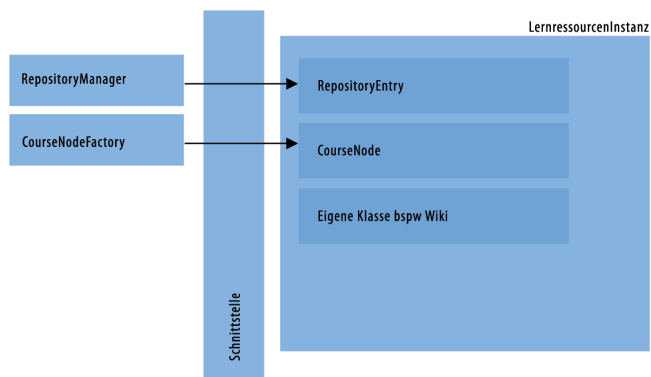 LernressourcenInstanz
RepositoryManager
RepositoryEntry
CourseNodeFactory
CourseNode
Eigene Klasse bspw Wiki
Schnittstelle